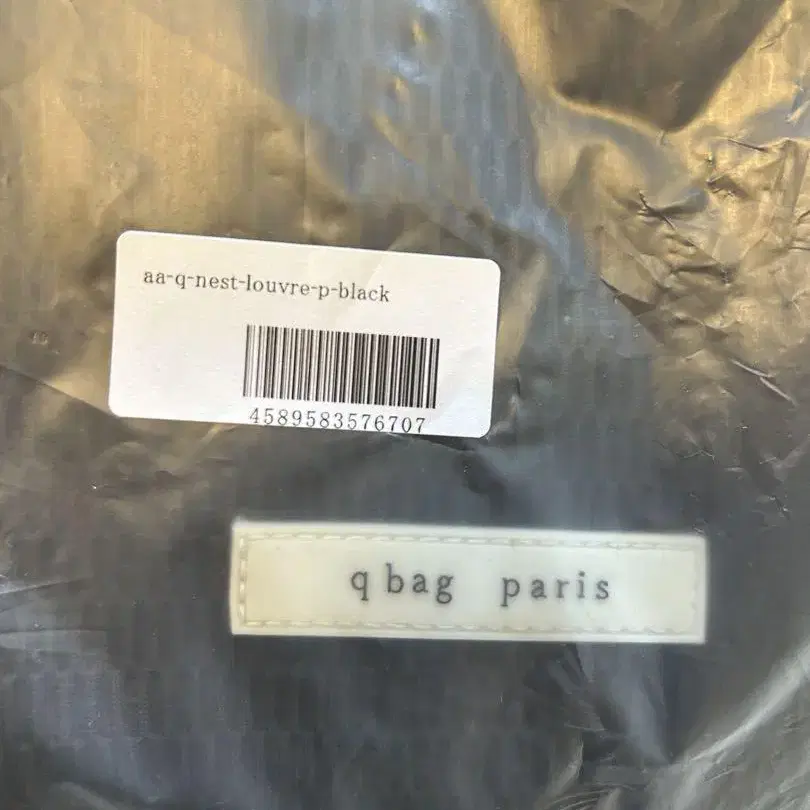 aa-q-nest-louvre-p-black
4589583576707
q bag paris